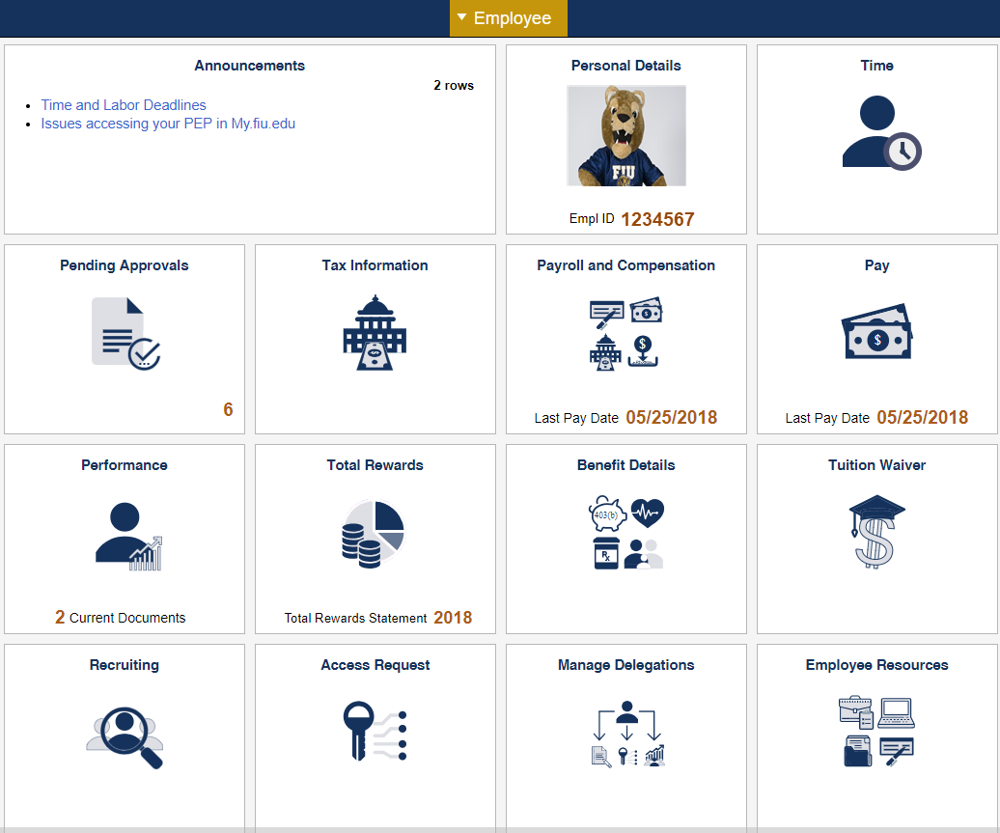 Employee
Announcements
2 rows
Time and Labor Deadlines
Issues accessing your PEP in My.fiu.edu
Personal Details
FIU
Empl ID 1234567
Time
Pending Approvals
6
Tax Information
Payroll and Compensation
$
$
Last Pay Date 05/25/2018
Pay
$
Last Pay Date 05/25/2018
Performance
2 Current Documents
Total Rewards
Total Rewards Statement 2018
Benefit Details
403(b)
Rx
Tuition Waiver
$
Recruiting
Access Request
Manage Delegations
Employee Resources